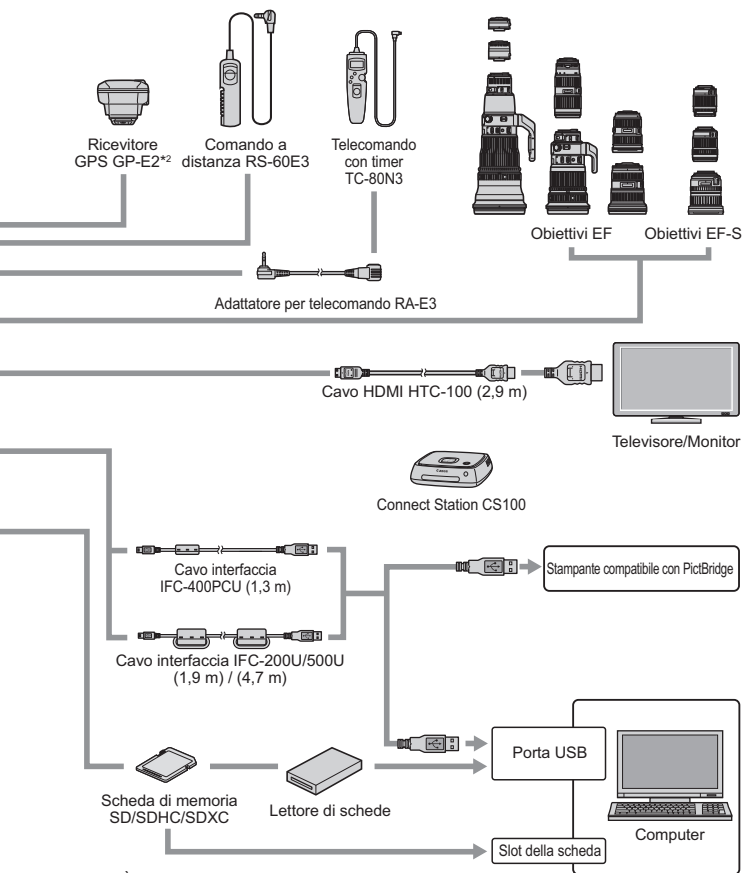 Ricevitore
GPS GP-E2*2
Comando a
distanza RS-60E3
Telecomando
con timer
TC-80N3
Obiettivi EF
Obiettivi EF-S
Adattatore per telecomando RA-E3
Cavo HDMI HTC-100 (2,9 m)
Televisore/Monitor
Canon
Connect Station CS100
Cavo interfaccia
IFC-400PCU (1,3 m)
Stampante compatibile con PictBridge
Cavo interfaccia IFC-200U/500U
(1,9 m) / (4,7 m)
Porta USB
Scheda di memoria
SD/SDHC/SDXC
Lettore di schede
Computer
Slot della scheda